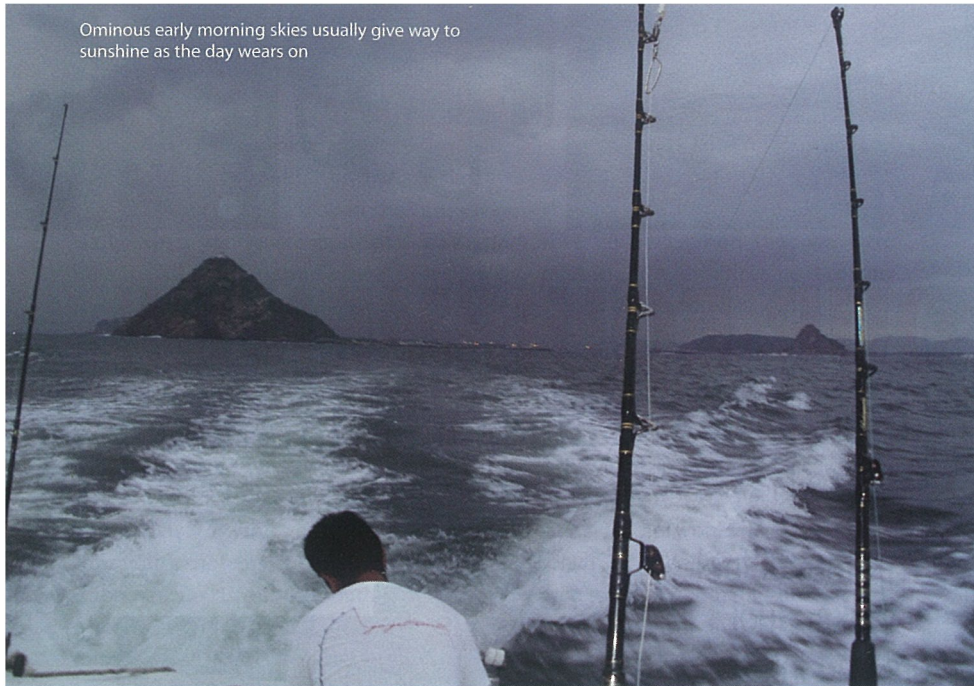 Ominous early morning skies usually give way to
sunshine as the day wears on